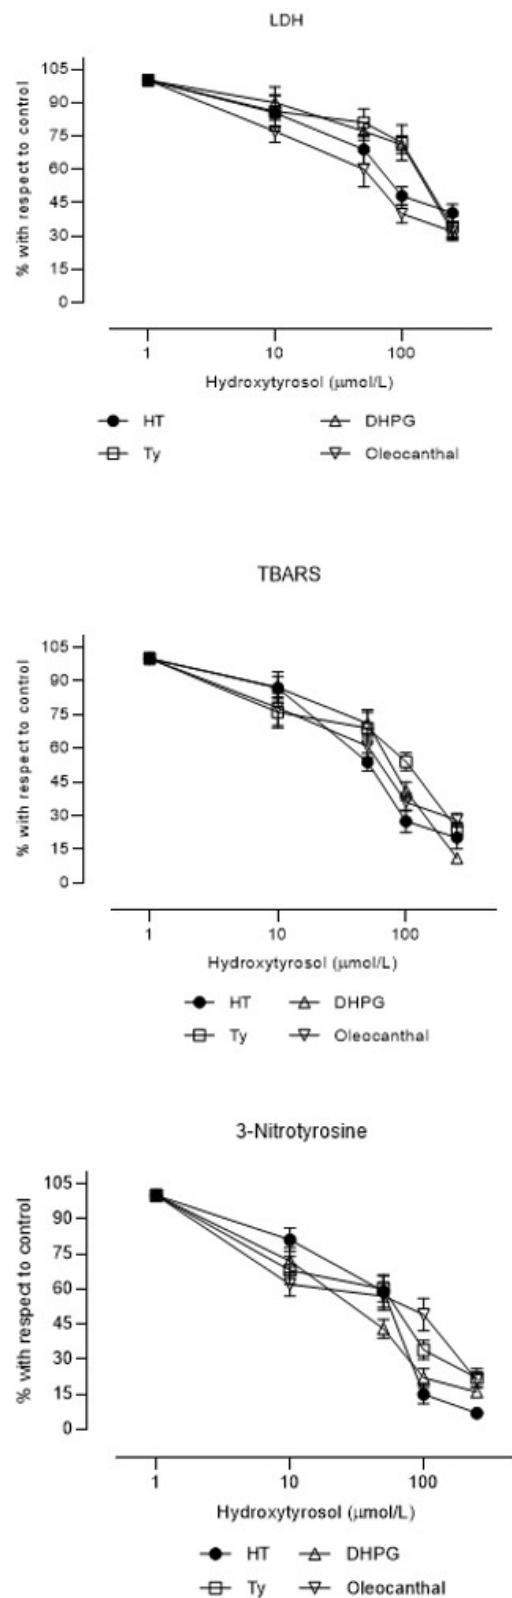 LDH
% with respect to control
105
90
75
60
45
30
15
0
1 10 100
Hydroxytyrosol (μmol/L)
HT DHPG
Ty Oleocanthal
TBARS
% with respect to control
105
90
75
60
45
30
15
0
1 10 100
Hydroxytyrosol (μmol/L)
HT DHPG
Ty Oleocanthal
3-Nitrotyrosine
% with respect to control
105
90
75
60
45
30
15
0
1 10 100
Hydroxytyrosol (μmol/L)
HT DHPG
Ty Oleocanthal